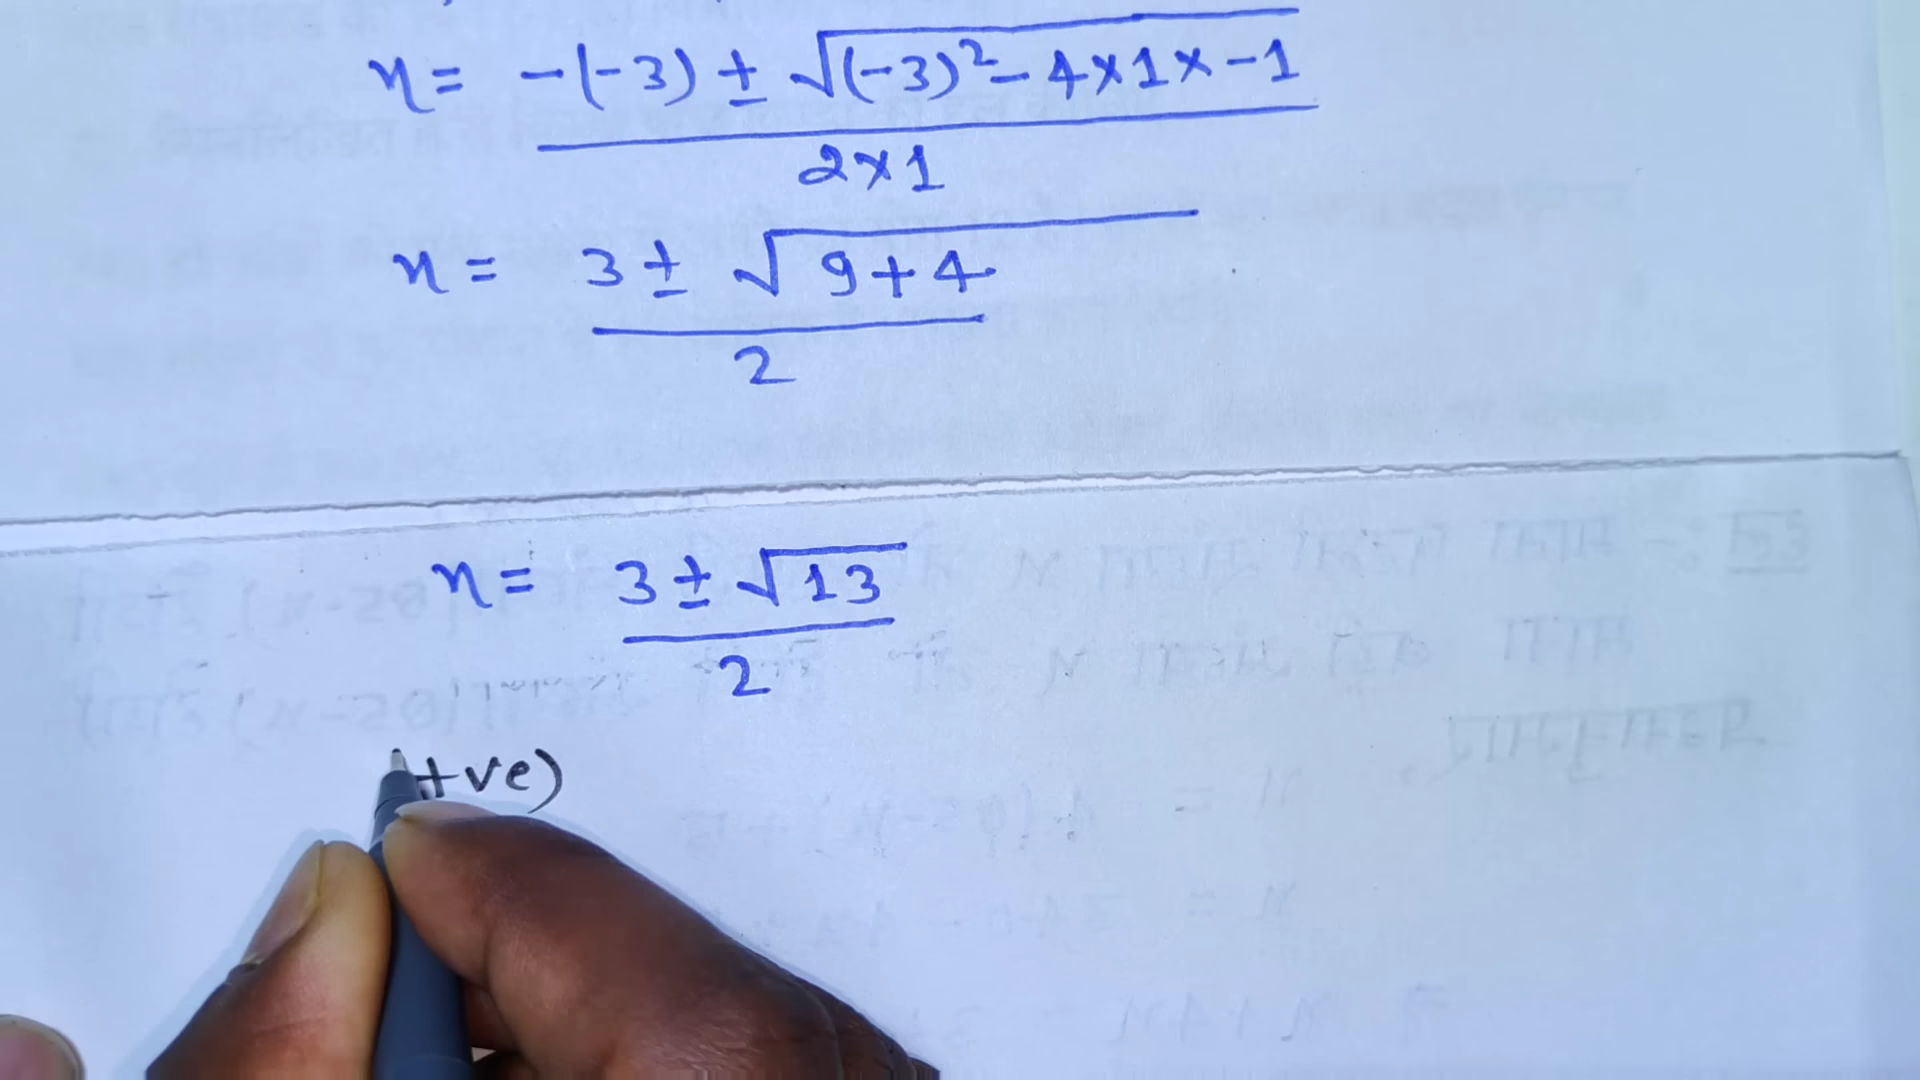 x = -(-3) ± √(-3)² - 4×1×-1
2×1
x = 3 ± √9+4
2
x = 3 ± √13
2
+ve)